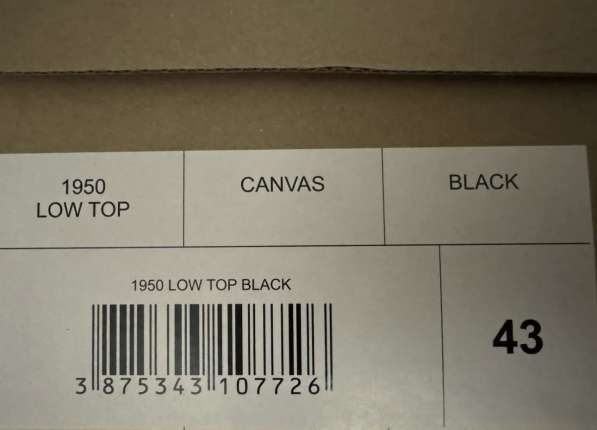 1950
LOW TOP
CANVAS
BLACK
1950 LOW TOP BLACK
3 875343 107726
43